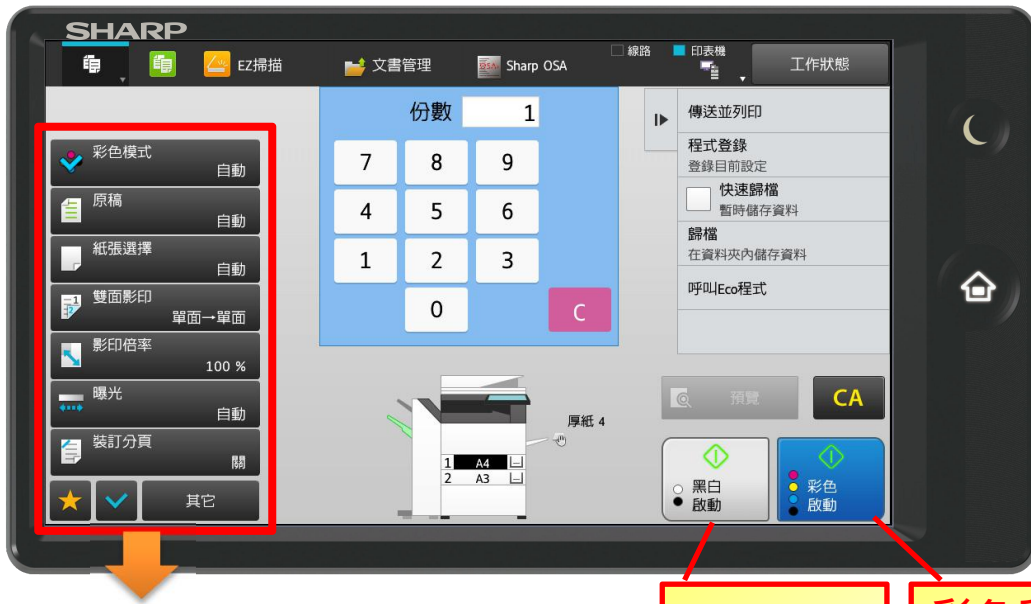 SHARP
EZ掃描
文書管理
Sharp OSA
線路
印表機
工作狀態
份數 1
7 8 9
4 5 6
1 2 3
0 C
彩色模式
自動
原稿
自動
紙張選擇
自動
雙面影印
單面→單面
影印倍率
100 %
曝光
自動
裝訂分頁
關
其它
傳送並列印
程式登錄
登錄目前設定
快速歸檔
暫時儲存資料
歸檔
在資料夾內儲存資料
呼叫Eco程式
厚紙 4
1 A4
2 A3
預覽
CA
黑白
啟動
彩色
啟動